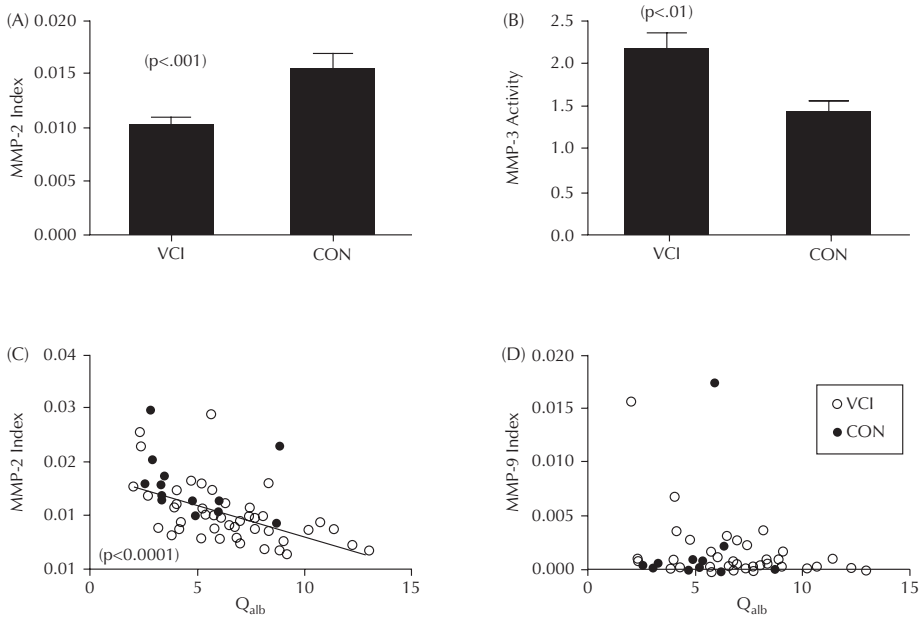 (A)
0.020
(p<.001)
0.015
MMP-2 Index
0.010
0.005
0.000
VCI
CON
(B)
2.5
(p<.01)
2.0
MMP-3 Activity
1.5
1.0
0.5
0.0
VCI
CON
(C)
0.04
0.03
MMP-2 Index
0.02
0.01
0.01
(p<0.0001)
0
5
10
15
Qalb
(D)
0.020
VCI
0.015
CON
MMP-9 Index
0.010
0.005
0.000
0
5
10
15
Qalb